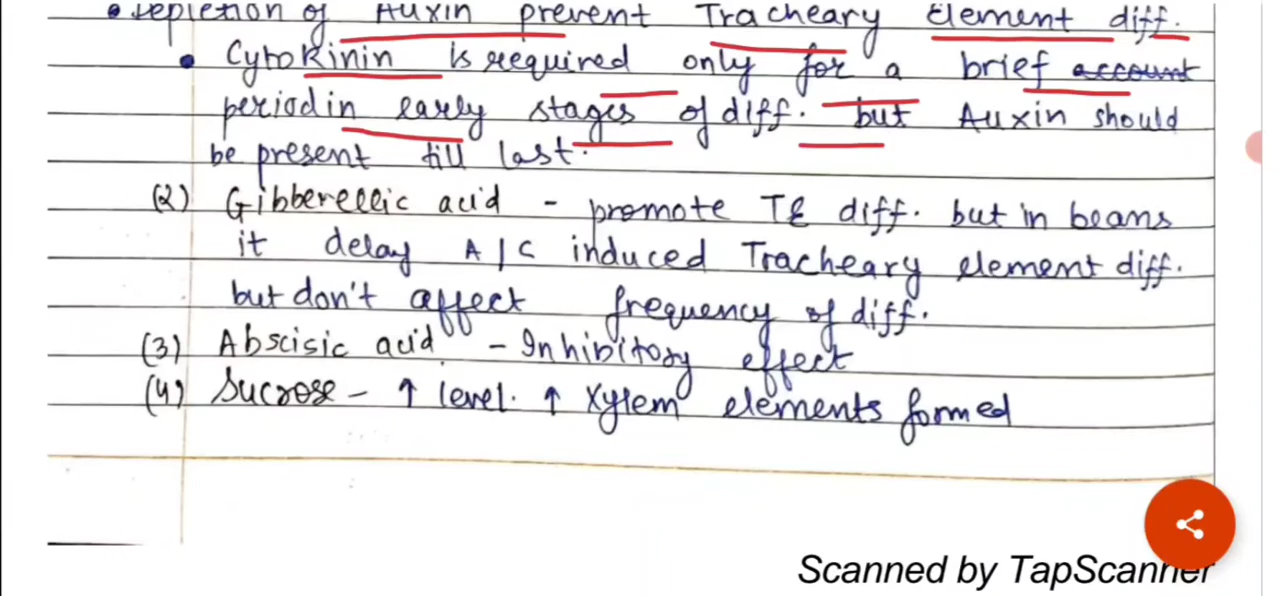 • Depletion of Auxin prevent Tracheary Element diff.
• Cytokinin is required only for a brief account
period in early stages of diff. but Auxin should
be present till last.
(2) Gibberellic acid - promote TE diff. but in beans
it delay A/C induced Tracheary element diff.
but don't affect frequency of diff.
(3) Abscisic acid - Inhibitory effect
(4) Sucrose - ↑ level. ↑ Xylem elements formed
Scanned by TapScanner